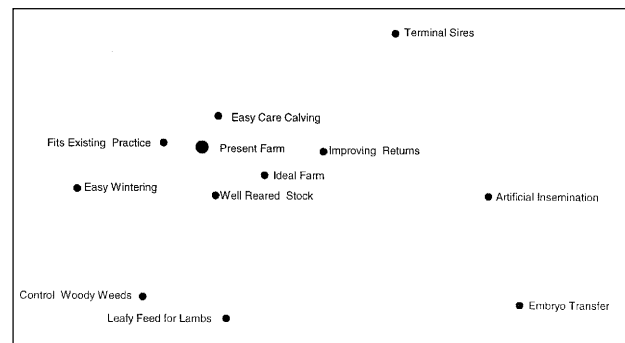 Terminal Sires
Easy Care Calving
Fits Existing Practice
Present Farm
Improving Returns
Ideal Farm
Easy Wintering
Well Reared Stock
Artificial Insemination
Control Woody Weeds
Embryo Transfer
Leafy Feed for Lambs